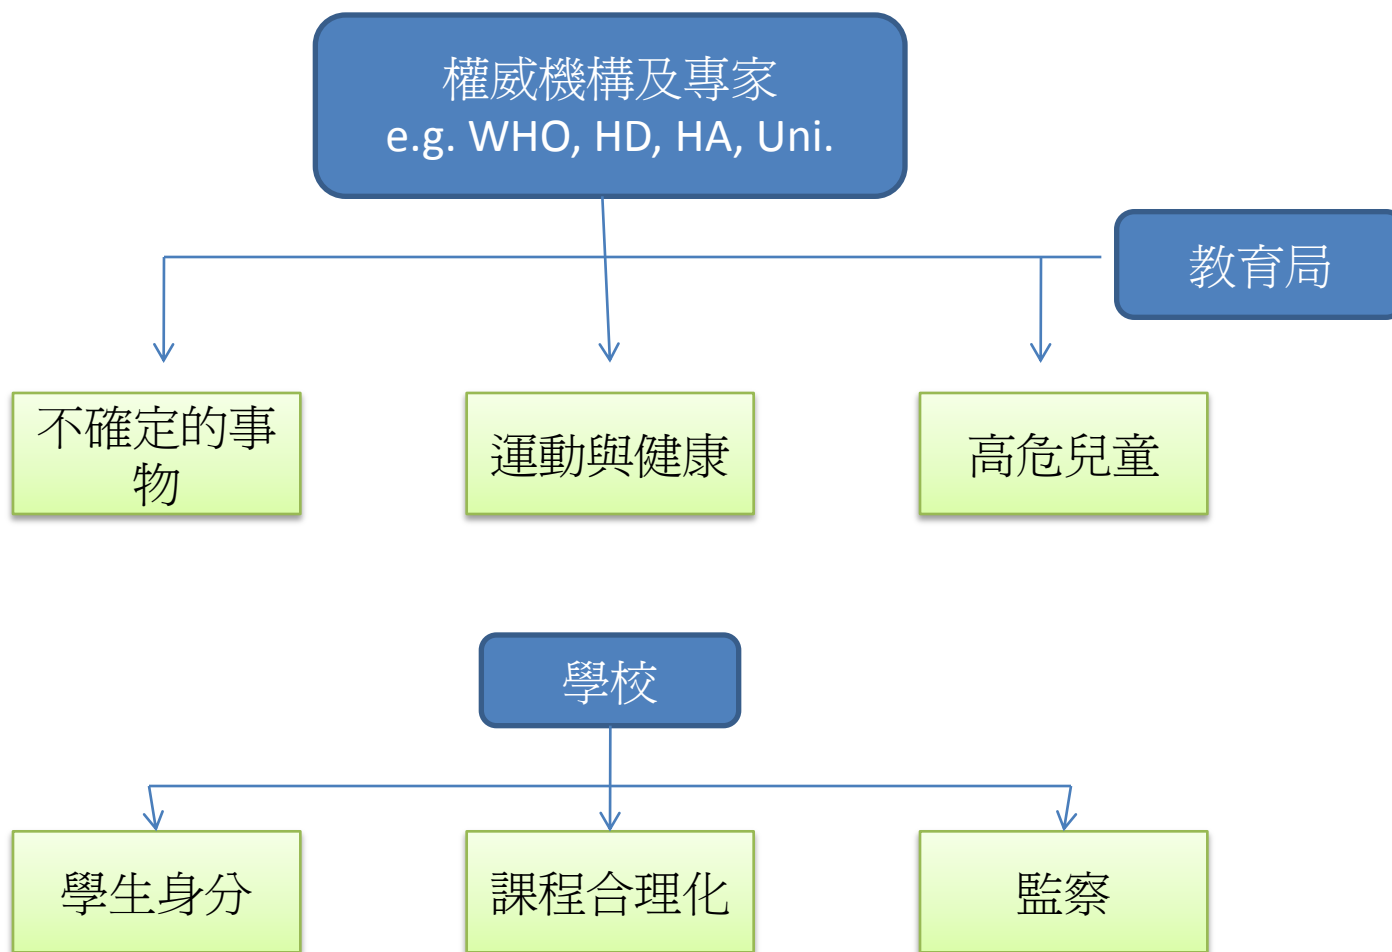 權威機構及專家
e.g. WHO, HD, HA, Uni.
教育局
不確定的事
物
運動與健康
高危兒童
學校
學生身分
課程合理化
監察